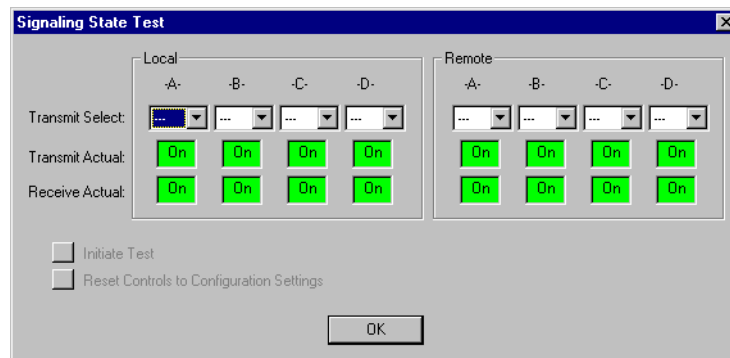 Signaling State Test
Local Remote
-A- -B- -C- -D- -A- -B- -C- -D-
Transmit Select: --- --- --- --- --- --- --- ---
Transmit Actual: On On On On On On On On
Receive Actual: On On On On On On On On
Initiate Test
Reset Controls to Configuration Settings
OK